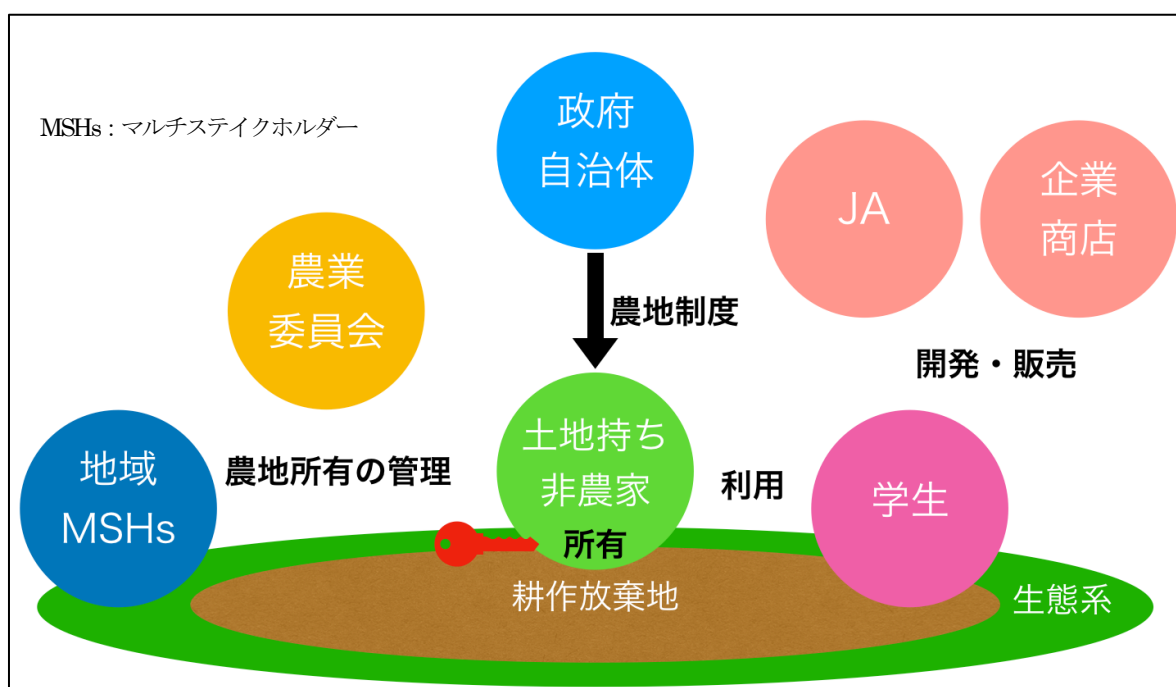 MSHs：マルチステイクホルダー
政府
自治体
JA
企業
商店
農業
委員会
農地制度
開発・販売
地域
MSHs
農地所有の管理
土地持ち
非農家
所有
利用
学生
耕作放棄地
生態系